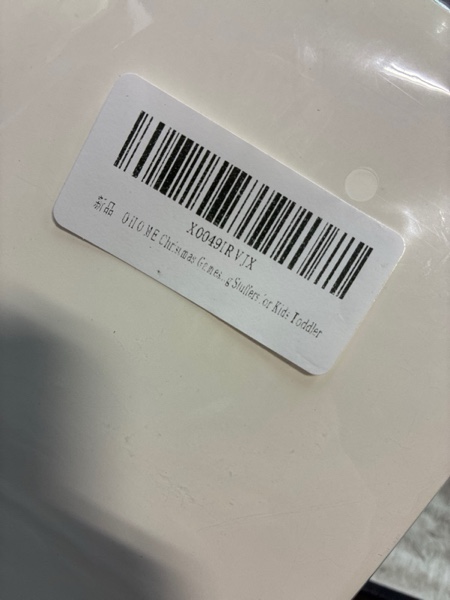 X0049IRVJX
新品 Christmas Games. g Stuffers or Kids Toddler